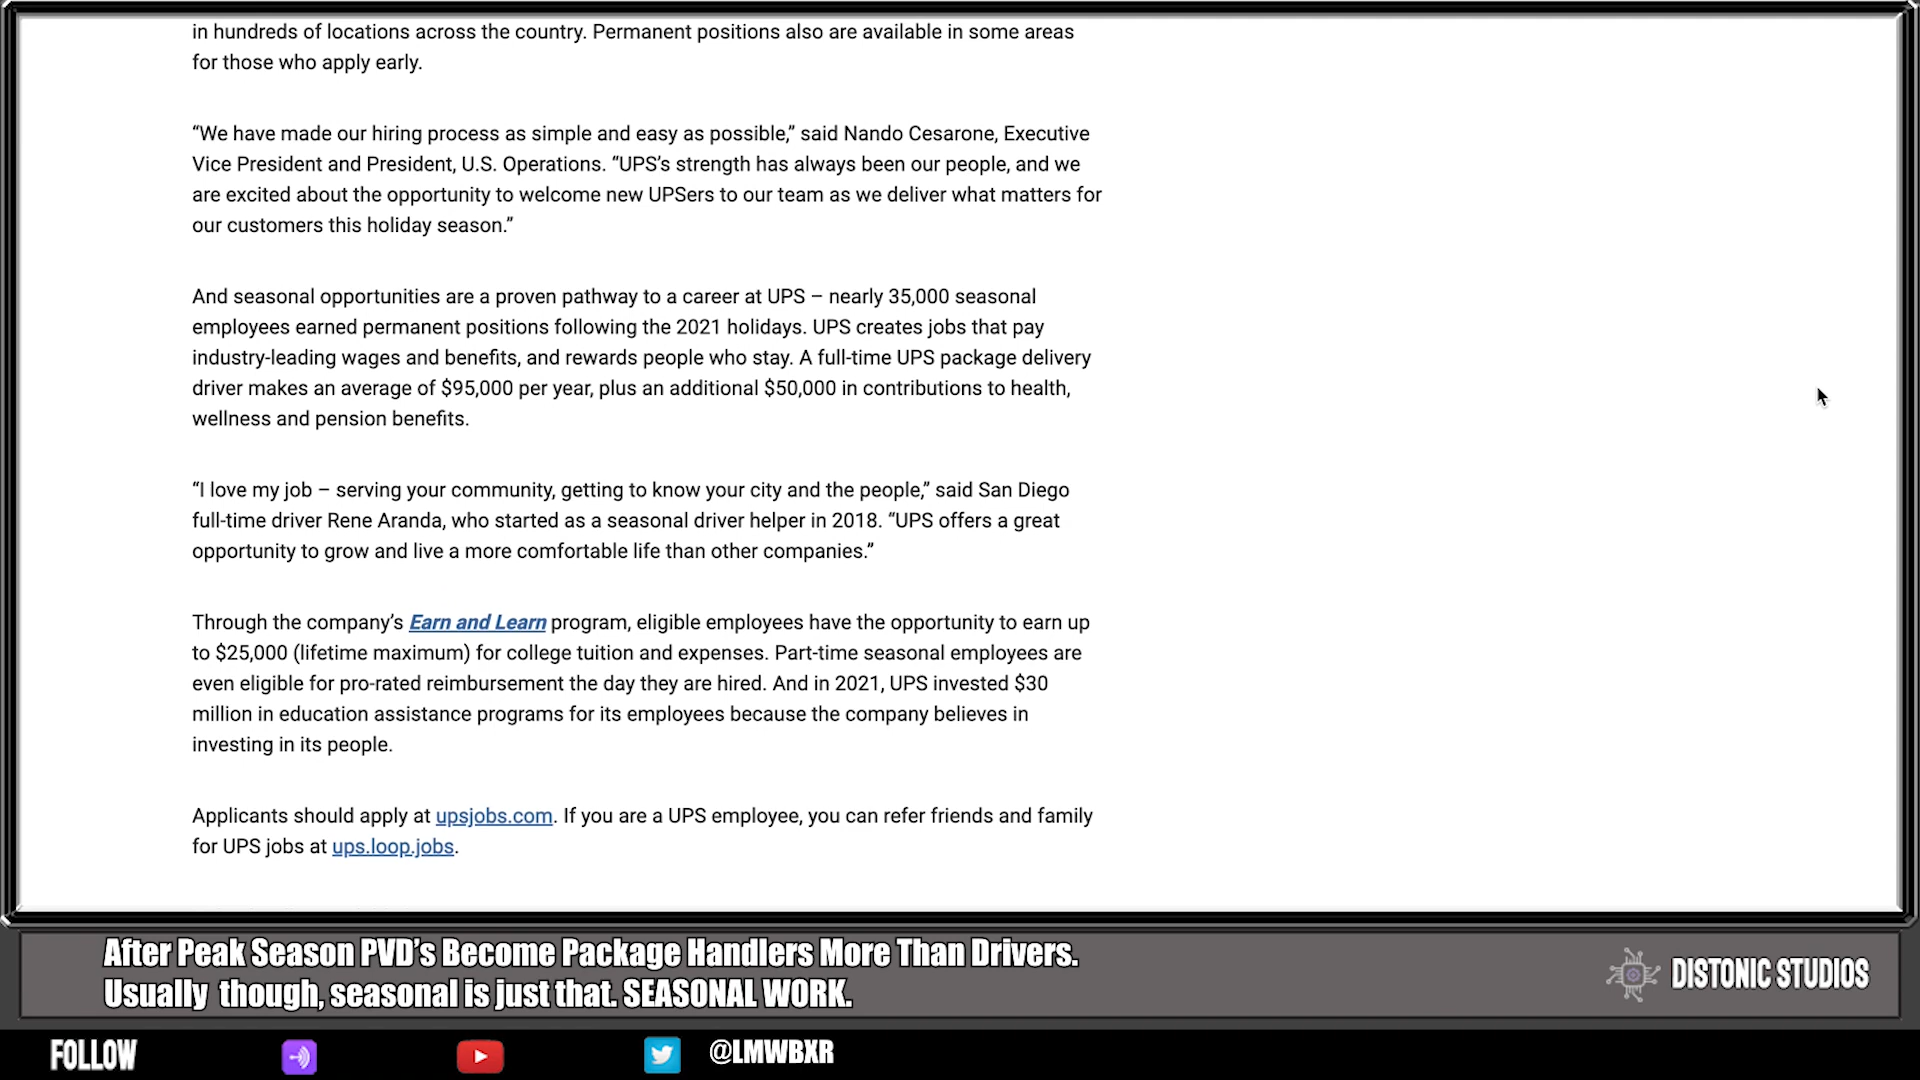 in hundreds of locations across the country. Permanent positions also are available in some areas
for those who apply early.
“We have made our hiring process as simple and easy as possible,” said Nando Cesarone, Executive
Vice President and President, U.S. Operations. “UPS’s strength has always been our people, and we
are excited about the opportunity to welcome new UPSers to our team as we deliver what matters for
our customers this holiday season.”
And seasonal opportunities are a proven pathway to a career at UPS – nearly 35,000 seasonal
employees earned permanent positions following the 2021 holidays. UPS creates jobs that pay
industry-leading wages and benefits, and rewards people who stay. A full-time UPS package delivery
driver makes an average of $95,000 per year, plus an additional $50,000 in contributions to health,
wellness and pension benefits.
“I love my job – serving your community, getting to know your city and the people,” said San Diego
full-time driver Rene Aranda, who started as a seasonal driver helper in 2018. “UPS offers a great
opportunity to grow and live a more comfortable life than other companies.”
Through the company’s Earn and Learn program, eligible employees have the opportunity to earn up
to $25,000 (lifetime maximum) for college tuition and expenses. Part-time seasonal employees are
even eligible for pro-rated reimbursement the day they are hired. And in 2021, UPS invested $30
million in education assistance programs for its employees because the company believes in
investing in its people.
Applicants should apply at upsjobs.com. If you are a UPS employee, you can refer friends and family
for UPS jobs at ups.loop.jobs.
After Peak Season PVD’s Become Package Handlers More Than Drivers.
Usually though, seasonal is just that. SEASONAL WORK.
DISTONIC STUDIOS
FOLLOW
@LMWBXR